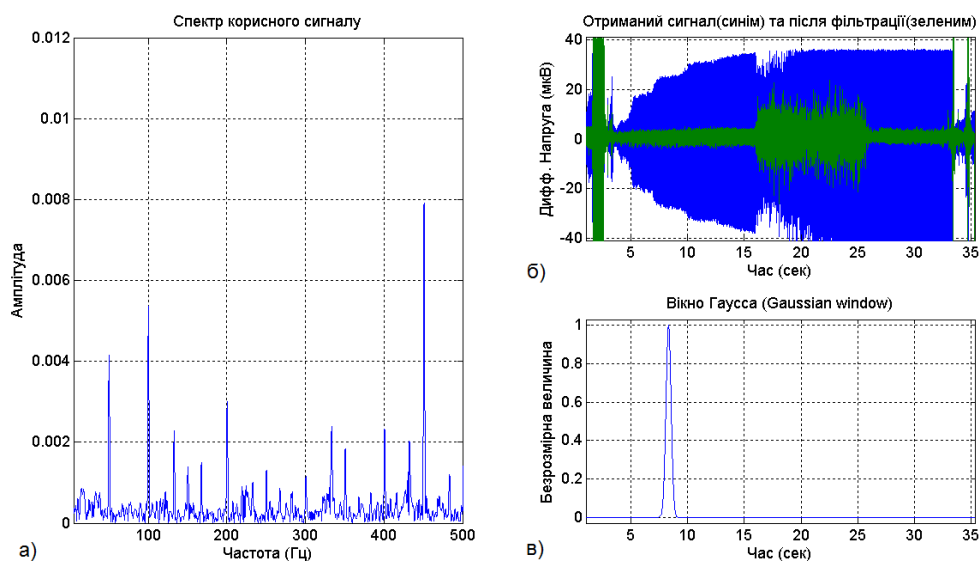 Спектр корисного сигналу
0.012
0.01
0.008
0.006
0.004
0.002
0
Амплітуда
100 200 300 400 500
Частота (Гц)
а)
Отриманий сигнал(синім) та після фільтрації(зеленим)
40
20
0
-20
-40
Дифф. Напруга (мкВ)
5 10 15 20 25 30 35
Час (сек)
б)
Вікно Гаусса (Gaussian window)
1
0.8
0.6
0.4
0.2
0
Безрозмірна величина
5 10 15 20 25 30 35
Час (сек)
в)